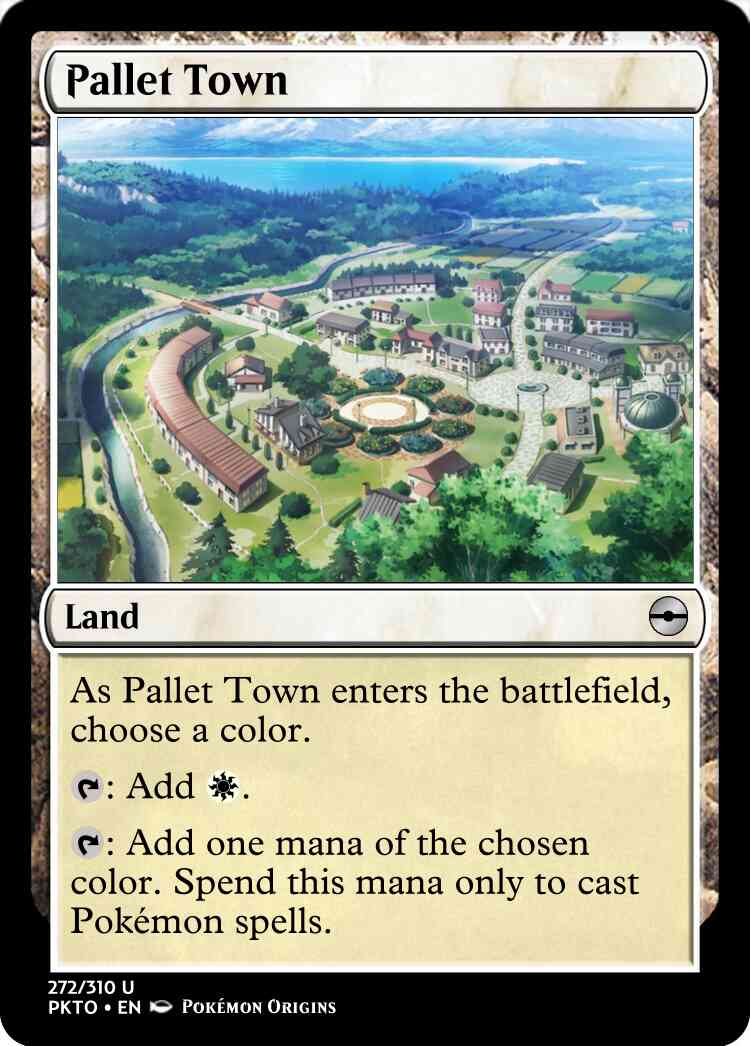 Pallet Town
Land
As Pallet Town enters the battlefield,
choose a color.
: Add .
: Add one mana of the chosen
color. Spend this mana only to cast
Pokémon spells.
272/310 U
PKTO • EN Pokémon Origins